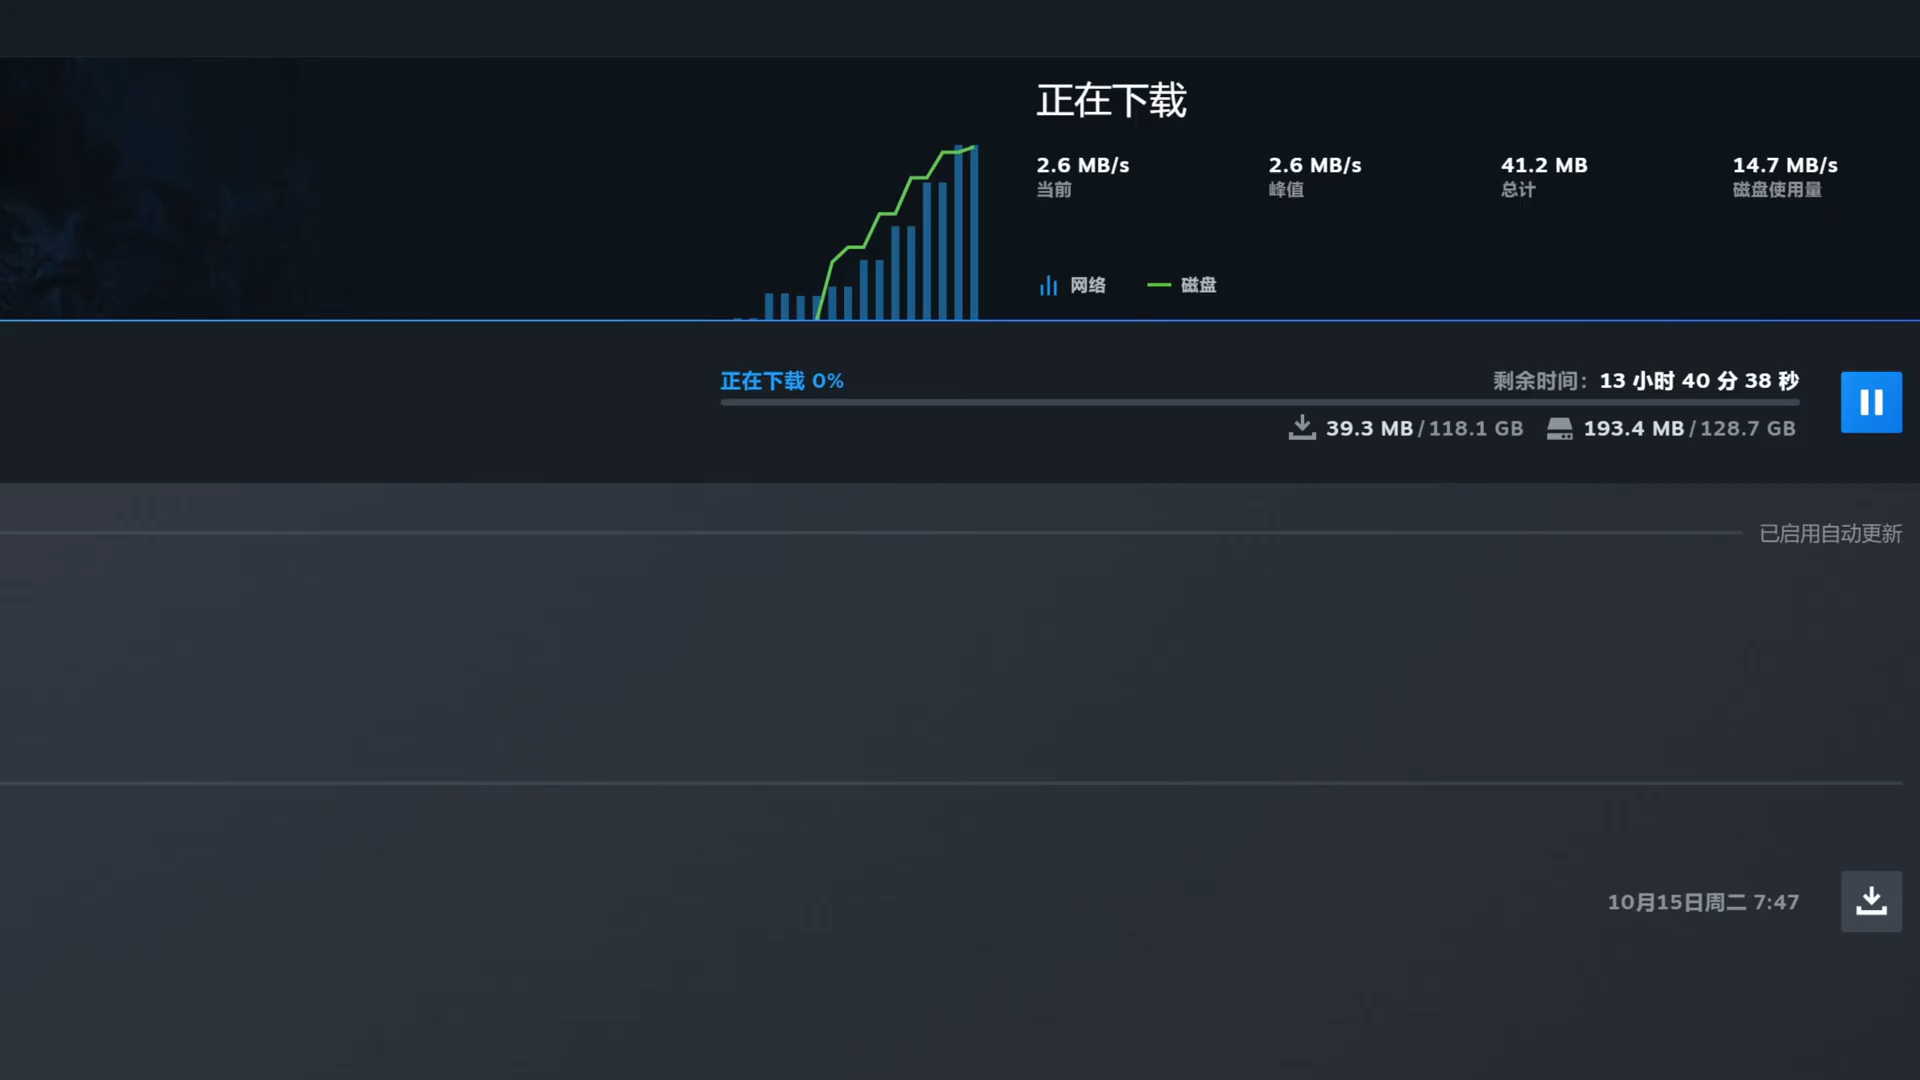 正在下载
2.6 MB/s 2.6 MB/s 41.2 MB 14.7 MB/s
当前 峰值 总计 磁盘使用量
网络 磁盘
正在下载 0% 剩余时间：13 小时 40 分 38 秒
39.3 MB/118.1 GB 193.4 MB/128.7 GB
已启用自动更新
10月15日周二 7:47